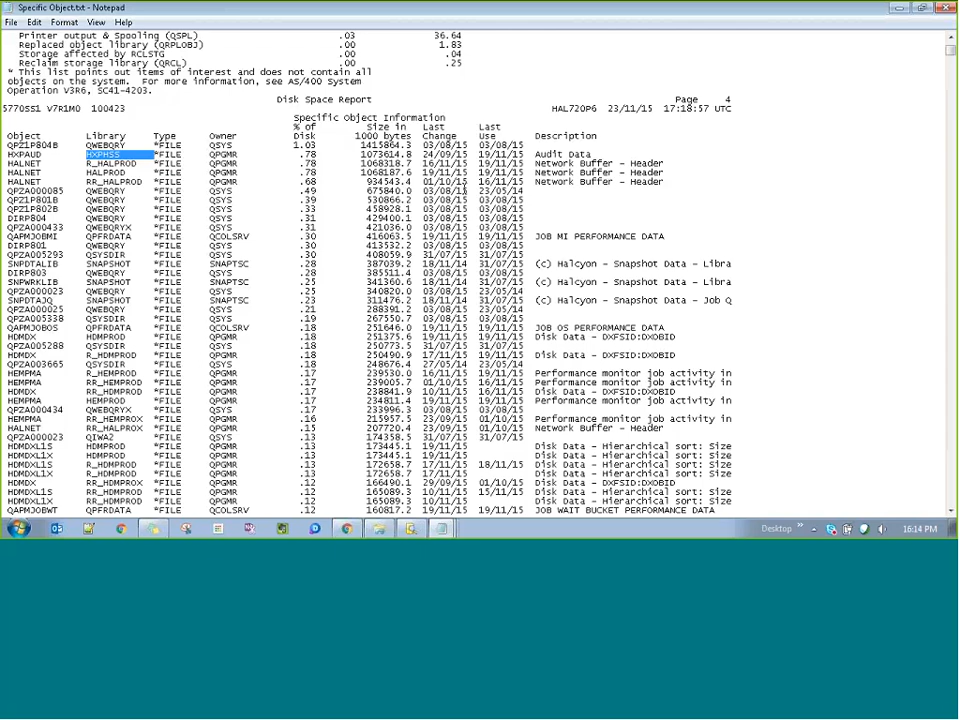 Specific Object.txt - Notepad
File Edit Format View Help
Printer output & Spooling (QSPL) .03 36.64
Replaced object library (QRPLOBJ) .00 1.83
Storage affected by RCLSTG .00 .04
Reclaim storage library (QRCL) .00 .25
* This list points out items of interest and does not contain all
objects on the system. For more information, see AS/400 System
Operation V3R6, SC41-4203.
Disk Space Report Page 4
5770SS1 V7R1M0 100423 HAL720P6 23/11/15 17:18:57 UTC
Specific Object Information
% of Size in Last Last
Object Library Type Owner Disk 1000 bytes Change Use Description
QPZ1P804B QWEBQRY *FILE QSYS 1.03 1415864.3 03/08/15 03/08/15
HXPAUD HXPHSS *FILE QPGMR .78 1073614.8 24/09/15 19/11/15 Audit Data
HALNET R_HALPROD *FILE QPGMR .78 1068318.7 16/11/15 19/11/15 Network Buffer - Header
HALNET HALPROD *FILE QPGMR .78 1068187.6 19/11/15 19/11/15 Network Buffer - Header
HALNET RR_HALPROD *FILE QPGMR .68 934543.4 01/10/15 16/11/15 Network Buffer - Header
QPZA000085 QWEBQRY *FILE QSYS .49 675840.0 03/08/15 23/05/14
QPZ1P801B QWEBQRY *FILE QSYS .39 530866.2 03/08/15 03/08/15
QPZ1P802B QWEBQRY *FILE QSYS .33 458928.1 03/08/15 03/08/15
DIRP804 QWEBQRY *FILE QSYS .31 429400.1 03/08/15 03/08/15
QPZA000433 QWEBQRYX *FILE QSYS .31 421036.0 03/08/15 03/08/15
QAPMJOBMI QPFRDATA *FILE QCOLSRV .30 416063.5 19/11/15 19/11/15 JOB MI PERFORMANCE DATA
DIRP801 QWEBQRY *FILE QSYS .30 413532.2 03/08/15 03/08/15
QPZA005293 QSYSDIR *FILE QSYS .30 408059.9 31/07/15 31/07/15
SNPDTALIB SNAPSHOT *FILE SNAPTSC .28 387039.2 18/11/14 31/07/15 (c) Halcyon - Snapshot Data - Libra
DIRP803 QWEBQRY *FILE QSYS .28 385511.4 03/08/15 03/08/15
SNPWRKLIB SNAPSHOT *FILE SNAPTSC .25 341360.6 18/11/14 31/07/15 (c) Halcyon - Snapshot Data - Libra
QPZA000023 QWEBQRY *FILE QSYS .25 340820.0 03/08/15 23/05/14
SNPDTAJQ SNAPSHOT *FILE SNAPTSC .23 311476.2 18/11/14 31/07/15 (c) Halcyon - Snapshot Data - Job Q
QPZA000025 QWEBQRY *FILE QSYS .21 288391.2 03/08/15 23/05/14
QPZA005338 QSYSDIR *FILE QSYS .19 267550.7 03/08/15 03/08/15
QAPMJOBOS QPFRDATA *FILE QCOLSRV .18 251646.0 19/11/15 19/11/15 JOB OS PERFORMANCE DATA
HDMDX HDMPROD *FILE QPGMR .18 251375.6 19/11/15 19/11/15 Disk Data - DXFSID:DXOBID
QPZA005288 QSYSDIR *FILE QSYS .18 250773.5 31/07/15 31/07/15
HDMDX R_HDMPROD *FILE QPGMR .18 250490.9 17/11/15 19/11/15 Disk Data - DXFSID:DXOBID
QPZA003665 QSYSDIR *FILE QSYS .18 248676.4 27/05/14 23/05/14
HEMPMA R_HEMPROD *FILE QPGMR .17 239530.0 16/11/15 19/11/15 Performance monitor job activity in
HEMPMA RR_HEMPROD *FILE QPGMR .17 239005.7 01/10/15 16/11/15 Performance monitor job activity in
HDMDX RR_HDMPROD *FILE QPGMR .17 238841.9 10/11/15 16/11/15 Disk Data - DXFSID:DXOBID
HEMPMA HEMPROD *FILE QPGMR .17 234811.4 19/11/15 19/11/15 Performance monitor job activity in
QPZA000434 QWEBQRYX *FILE QSYS .17 233996.3 03/08/15 03/08/15
HEMPMA RR_HEMPROX *FILE QPGMR .16 215957.5 23/09/15 01/10/15 Performance monitor job activity in
HALNET RR_HALPROX *FILE QPGMR .15 207720.4 23/09/15 01/10/15 Network Buffer - Header
QPZA000023 QIWA2 *FILE QSYS .13 174358.5 31/07/15 31/07/15
HDMDXL1S HDMPROD *FILE QPGMR .13 173445.1 19/11/15 Disk Data - Hierarchical sort: Size
HDMDXLIX HDMPROD *FILE QPGMR .13 173445.1 19/11/15 Disk Data - Hierarchical sort: Size
HDMDXL1S R_HDMPROD *FILE QPGMR .13 172658.7 17/11/15 18/11/15 Disk Data - Hierarchical sort: Size
HDMDXL1X R_HDMPROD *FILE QPGMR .13 172658.7 17/11/15 Disk Data - Hierarchical sort: Size
HDMDX RR_HDMPROX *FILE QPGMR .12 166490.1 29/09/15 01/10/15 Disk Data - DXFSID:DXOBID
HDMDXL1S RR_HDMPROD *FILE QPGMR .12 165089.3 10/11/15 15/11/15 Disk Data - Hierarchical sort: Size
HDMDXL1X RR_HDMPROD *FILE QPGMR .12 165089.3 10/11/15 Disk Data - Hierarchical sort: Size
QAPMJOBWT QPFRDATA *FILE QCOLSRV .12 160817.2 19/11/15 19/11/15 JOB WAIT BUCKET PERFORMANCE DATA
Desktop 16:14 PM